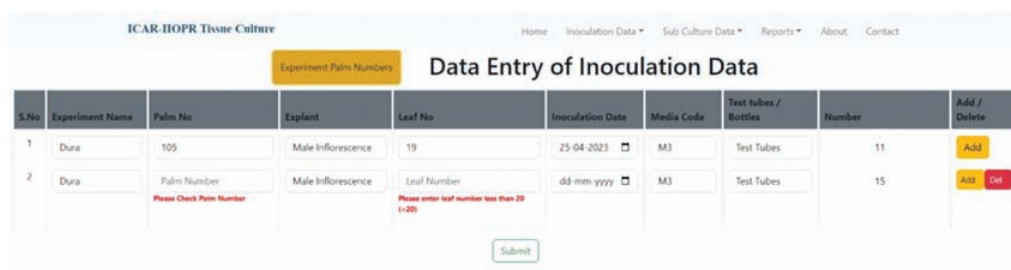 ICAR-IIOPR Tissue Culture
Home Inoculation Data Sub Culture Data Reports About Contact
Experiment Palm Numbers
Data Entry of Inoculation Data
S.No Experiment Name Palm No Explant Leaf No Inoculation Date Media Code Test tubes / Bottles Number Add / Delete
1 Dura 105 Male Inflorescence 19 25-04-2023 M3 Test Tubes 11 Add
2 Dura Palm Number Male Inflorescence Leaf Number dd-mm-yyyy M3 Test Tubes 15 Add Del
Please Check Palm Number Please enter leaf number less than 20
(<20)
Submit